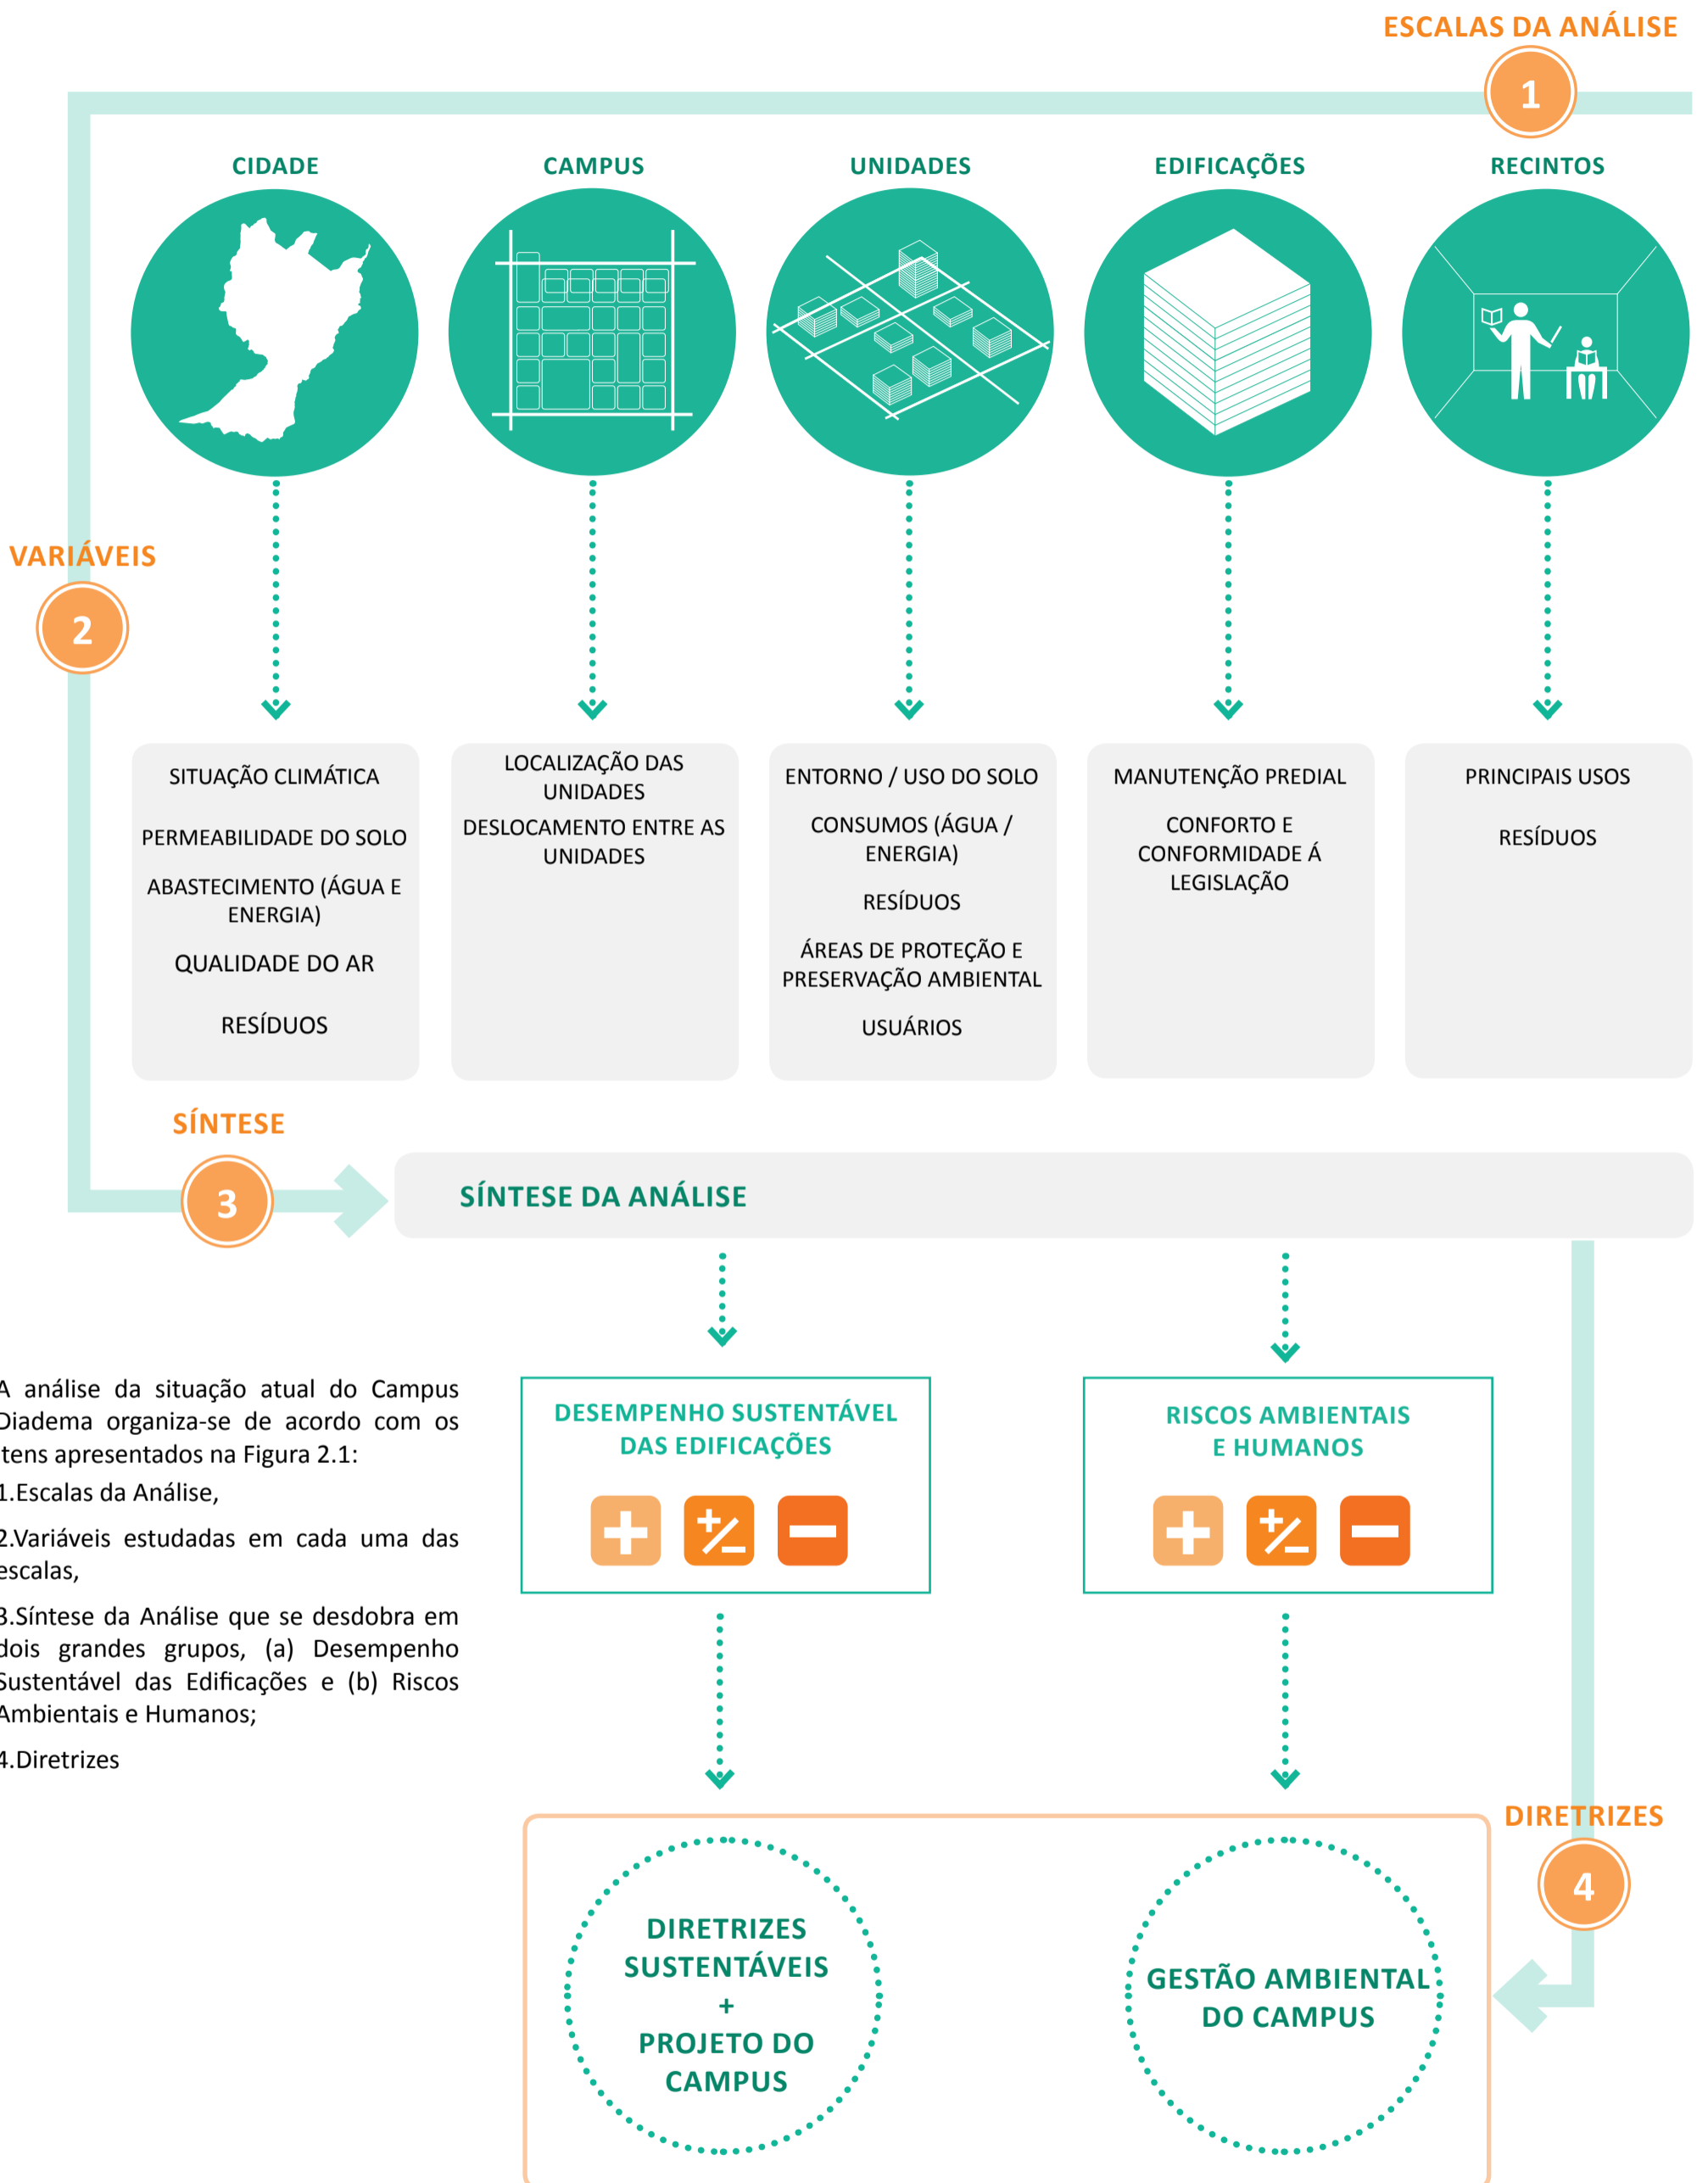 ESCALAS DA ANÁLISE
1
CIDADE
CAMPUS
UNIDADES
EDIFICAÇÕES
RECINTOS
VARIÁVEIS
2
SITUAÇÃO CLIMÁTICA
PERMEABILIDADE DO SOLO
ABASTECIMENTO (ÁGUA E
ENERGIA)
QUALIDADE DO AR
RESÍDUOS
LOCALIZAÇÃO DAS
UNIDADES
DESLOCAMENTO ENTRE AS
UNIDADES
ENTORNO / USO DO SOLO
CONSUMOS (ÁGUA /
ENERGIA)
RESÍDUOS
ÁREAS DE PROTEÇÃO E
PRESERVAÇÃO AMBIENTAL
USUÁRIOS
MANUTENÇÃO PREDIAL
CONFORTO E
CONFORMIDADE Á
LEGISLAÇÃO
PRINCIPAIS USOS
RESÍDUOS
SÍNTESE
3
SÍNTESE DA ANÁLISE
A análise da situação atual do Campus
Diadema organiza-se de acordo com os
itens apresentados na Figura 2.1:
1.Escalas da Análise,
2.Variáveis estudadas em cada uma das
escalas,
3.Síntese da Análise que se desdobra em
dois grandes grupos, (a) Desempenho
Sustentável das Edificações e (b) Riscos
Ambientais e Humanos;
4.Diretrizes
DESEMPENHO SUSTENTÁVEL
DAS EDIFICAÇÕES
RISCOS AMBIENTAIS
E HUMANOS
DIRETRIZES
4
DIRETRIZES
SUSTENTÁVEIS
+
PROJETO DO
CAMPUS
GESTÃO AMBIENTAL
DO CAMPUS